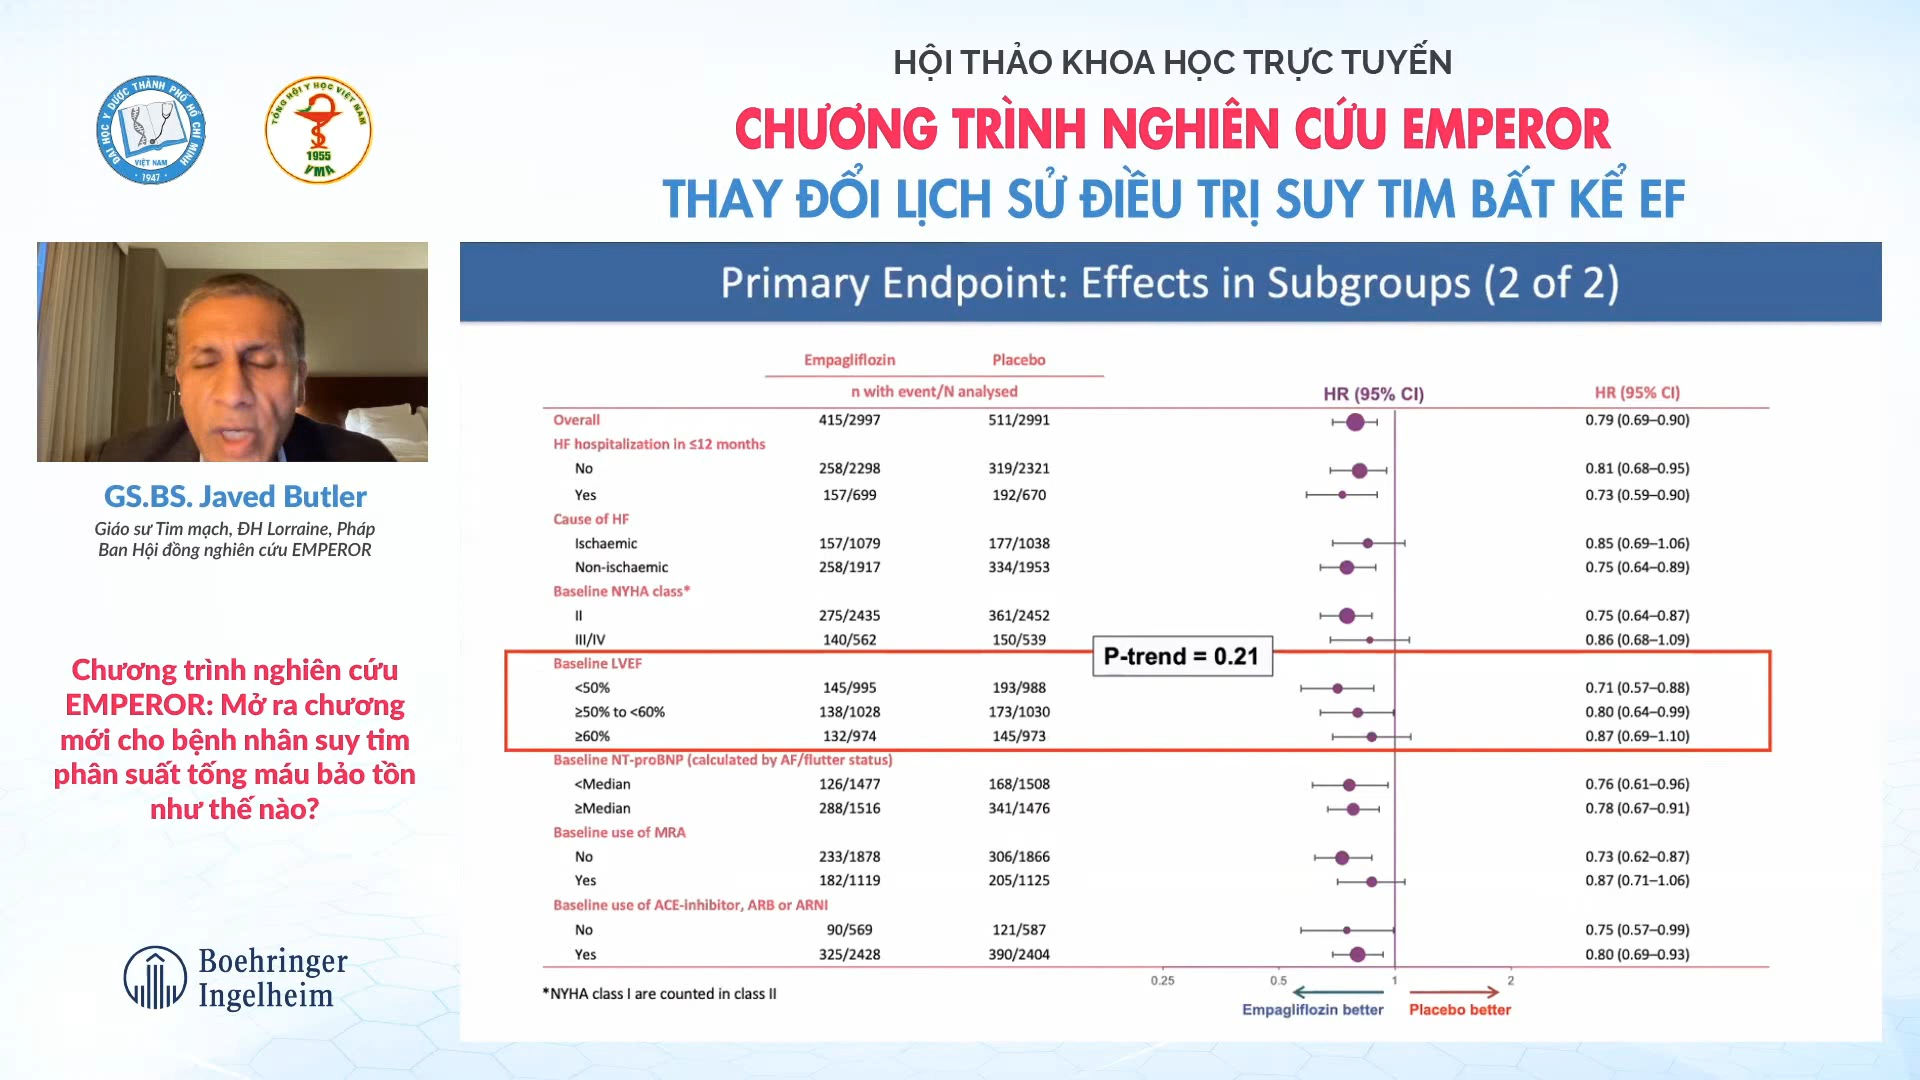 HỘI THẢO KHOA HỌC TRỰC TUYẾN
CHƯƠNG TRÌNH NGHIÊN CỨU EMPEROR
THAY ĐỔI LỊCH SỬ ĐIỀU TRỊ SUY TIM BẤT KỂ EF
ĐẠI HỌC Y DƯỢC THÀNH PHỐ HỒ CHÍ MINH
VIỆT NAM
· 1947 ·
TỔNG HỘI Y HỌC VIỆT NAM
1955
VMA
GS.BS. Javed Butler
Giáo sư Tim mạch, ĐH Lorraine, Pháp
Ban Hội đồng nghiên cứu EMPEROR
Chương trình nghiên cứu
EMPEROR: Mở ra chương
mới cho bệnh nhân suy tim
phân suất tống máu bảo tồn
như thế nào?
Boehringer
Ingelheim
Primary Endpoint: Effects in Subgroups (2 of 2)
Empagliflozin Placebo
n with event/N analysed HR (95% CI) HR (95% CI)
Overall 415/2997 511/2991 0.79 (0.69–0.90)
HF hospitalization in ≤12 months
No 258/2298 319/2321 0.81 (0.68–0.95)
Yes 157/699 192/670 0.73 (0.59–0.90)
Cause of HF
Ischaemic 157/1079 177/1038 0.85 (0.69–1.06)
Non-ischaemic 258/1917 334/1953 0.75 (0.64–0.89)
Baseline NYHA class*
II 275/2435 361/2452 0.75 (0.64–0.87)
III/IV 140/562 150/539 0.86 (0.68–1.09)
P-trend = 0.21
Baseline LVEF
<50% 145/995 193/988 0.71 (0.57–0.88)
≥50% to <60% 138/1028 173/1030 0.80 (0.64–0.99)
≥60% 132/974 145/973 0.87 (0.69–1.10)
Baseline NT-proBNP (calculated by AF/flutter status)
<Median 126/1477 168/1508 0.76 (0.61–0.96)
≥Median 288/1516 341/1476 0.78 (0.67–0.91)
Baseline use of MRA
No 233/1878 306/1866 0.73 (0.62–0.87)
Yes 182/1119 205/1125 0.87 (0.71–1.06)
Baseline use of ACE-inhibitor, ARB or ARNI
No 90/569 121/587 0.75 (0.57–0.99)
Yes 325/2428 390/2404 0.80 (0.69–0.93)
0.25 0.5 1 2
*NYHA class I are counted in class II
Empagliflozin better Placebo better